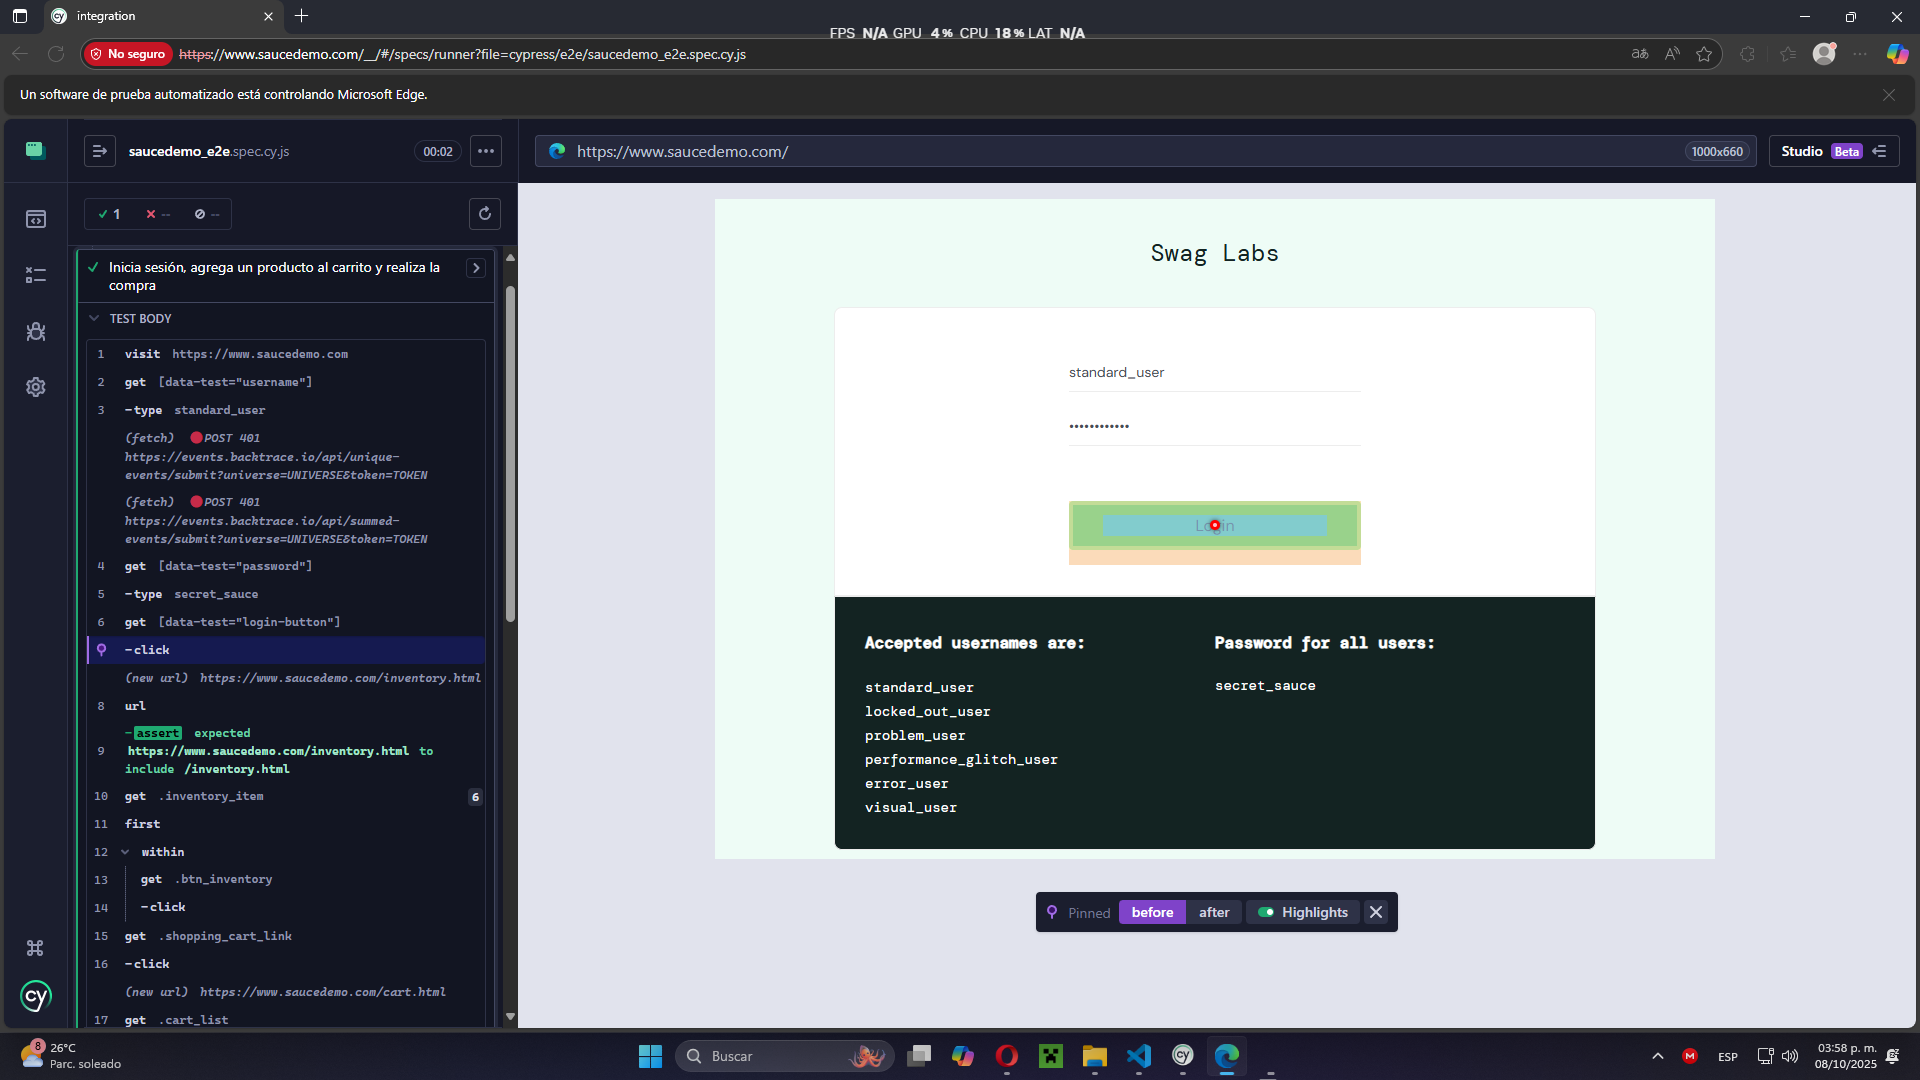 integration
FPS N/A GPU 4 % CPU 18 % LAT N/A
No seguro https://www.saucedemo.com/__/#/specs/runner?file=cypress/e2e/saucedemo_e2e.spec.cy.js
Un software de prueba automatizado está controlando Microsoft Edge.
saucedemo_e2e.spec.cy.js 00:02
https://www.saucedemo.com/ 1000x660 Studio Beta
1 -- --
Inicia sesión, agrega un producto al carrito y realiza la
compra
TEST BODY
1 visit https://www.saucedemo.com
2 get [data-test="username"]
3 -type standard_user
(fetch) POST 401
https://events.backtrace.io/api/unique-
events/submit?universe=UNIVERSE&token=TOKEN
(fetch) POST 401
https://events.backtrace.io/api/summed-
events/submit?universe=UNIVERSE&token=TOKEN
4 get [data-test="password"]
5 -type secret_sauce
6 get [data-test="login-button"]
-click
(new url) https://www.saucedemo.com/inventory.html
8 url
-assert expected
9 https://www.saucedemo.com/inventory.html to
include /inventory.html
10 get .inventory_item 6
11 first
12 within
13 get .btn_inventory
14 -click
15 get .shopping_cart_link
16 -click
(new url) https://www.saucedemo.com/cart.html
17 get .cart_list
Swag Labs
standard_user
••••••••••••
Login
Accepted usernames are:
standard_user
locked_out_user
problem_user
performance_glitch_user
error_user
visual_user
Password for all users:
secret_sauce
Pinned before after Highlights
cy
8
26°C
Parc. soleado
Buscar
ESP
03:58 p. m.
08/10/2025